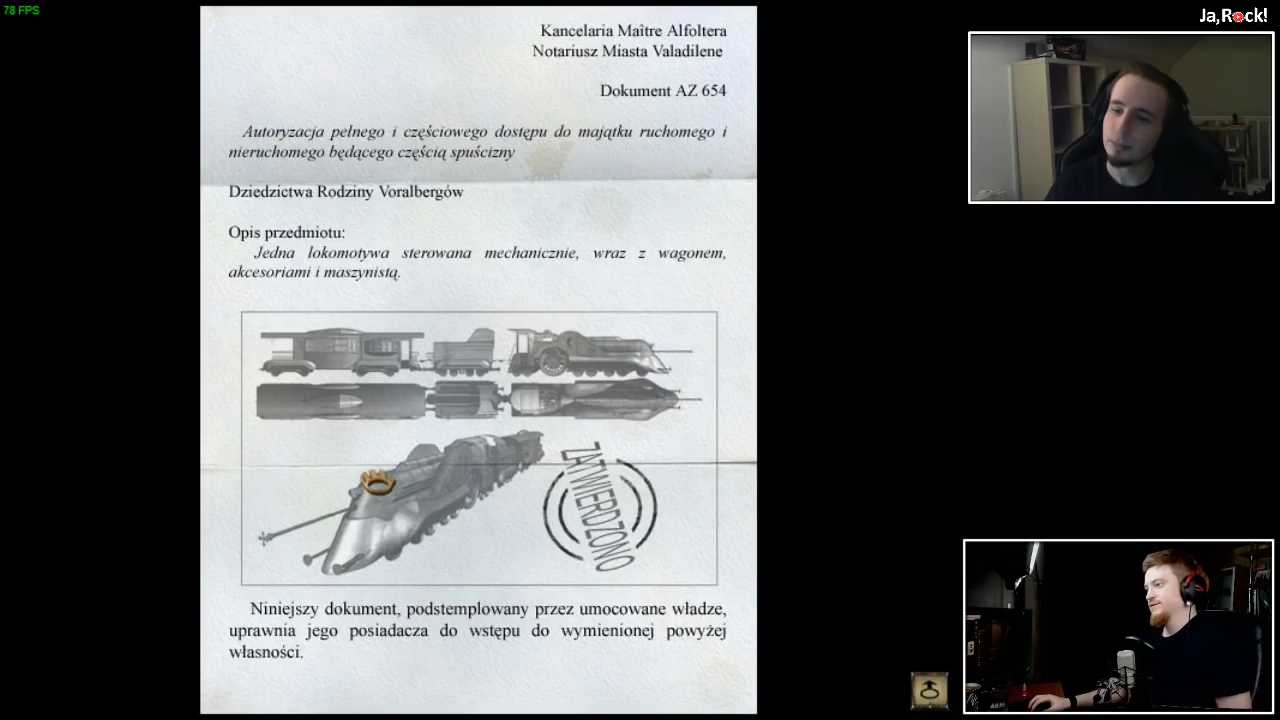 78 FPS
Ja,Rock!
Kancelaria Maître Alfoltera
Notariusz Miasta Valadilene
Dokument AZ 654
Autoryzacja pełnego i częściowego dostępu do majątku ruchomego i
nieruchomego będącego częścią spuścizny
Dziedzictwa Rodziny Voralbergów
Opis przedmiotu:
Jedna lokomotywa sterowana mechanicznie, wraz z wagonem,
akcesoriami i maszynistą.
ZATWIERDZONO
Niniejszy dokument, podstemplowany przez umocowane władze,
uprawnia jego posiadacza do wstępu do wymienionej powyżej
własności.